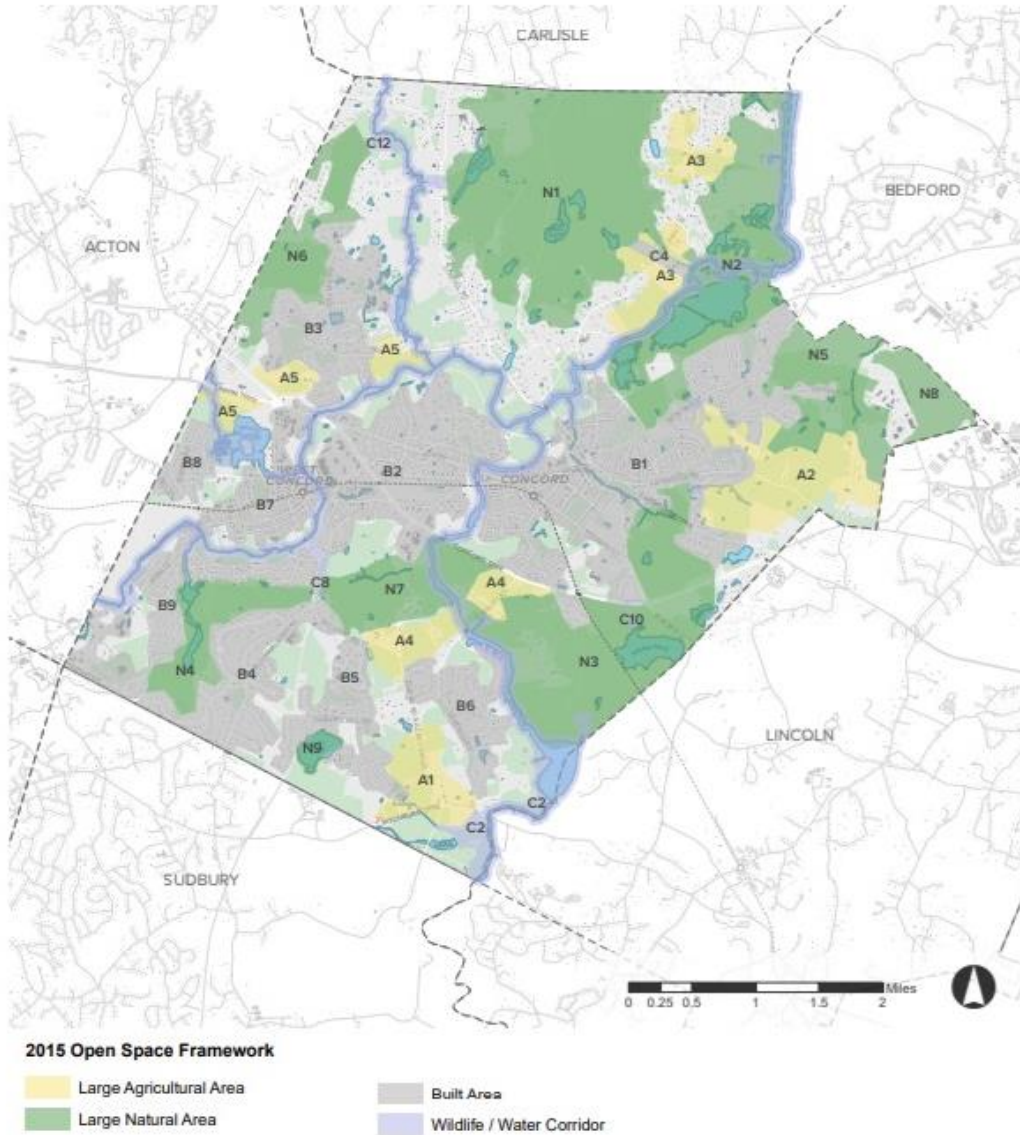 CARLISLE
C12
A3
N1
BEDFORD
ACTON
N6
C4
N2
A3
B3
A5
N5
A5
N8
A5
B8
B2
B1
A2
WEST
CONCORD
CONCORD
B7
C8
N7
A4
B9
C10
A4
N3
N4
B4
B5
B6
LINCOLN
N9
A1
C2
C2
SUDBURY
Miles
0 0.25 0.5 1 1.5 2
2015 Open Space Framework
Large Agricultural Area
Built Area
Large Natural Area
Wildlife / Water Corridor